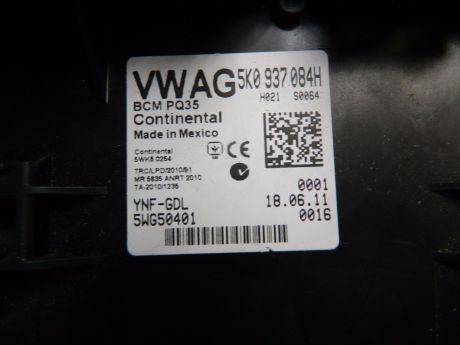 VWAG 5K0 937 084H
BCM PQ35 H021 S0064
Continental
Made in Mexico
Continental
5WK5 0254
TRC/LPD/2010/91
MR 5835 ANRT 2010
TA-2010/1235
CE
0001
YNF-GDL 18.06.11
5WG50401 0016